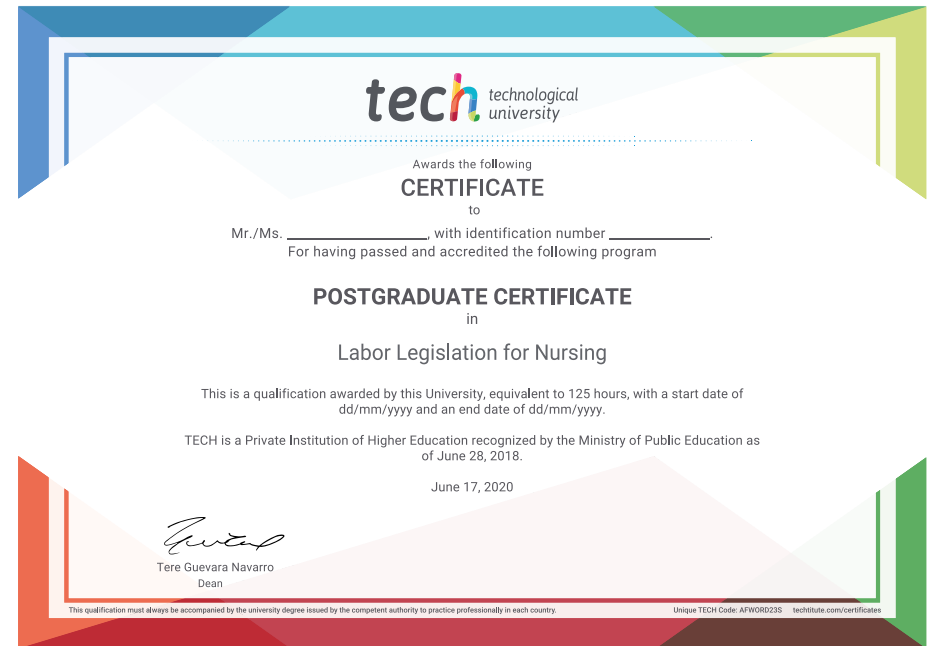 tech technological
university
Awards the following
CERTIFICATE
to
Mr./Ms. ____________________, with identification number ______________.
For having passed and accredited the following program
POSTGRADUATE CERTIFICATE
in
Labor Legislation for Nursing
This is a qualification awarded by this University, equivalent to 125 hours, with a start date of
dd/mm/yyyy and an end date of dd/mm/yyyy.
TECH is a Private Institution of Higher Education recognized by the Ministry of Public Education as
of June 28, 2018.
June 17, 2020
Tere Guevara Navarro
Dean
This qualification must always be accompanied by the university degree issued by the competent authority to practice professionally in each country.
Unique TECH Code: AFWORD23S techtitute.com/certificates